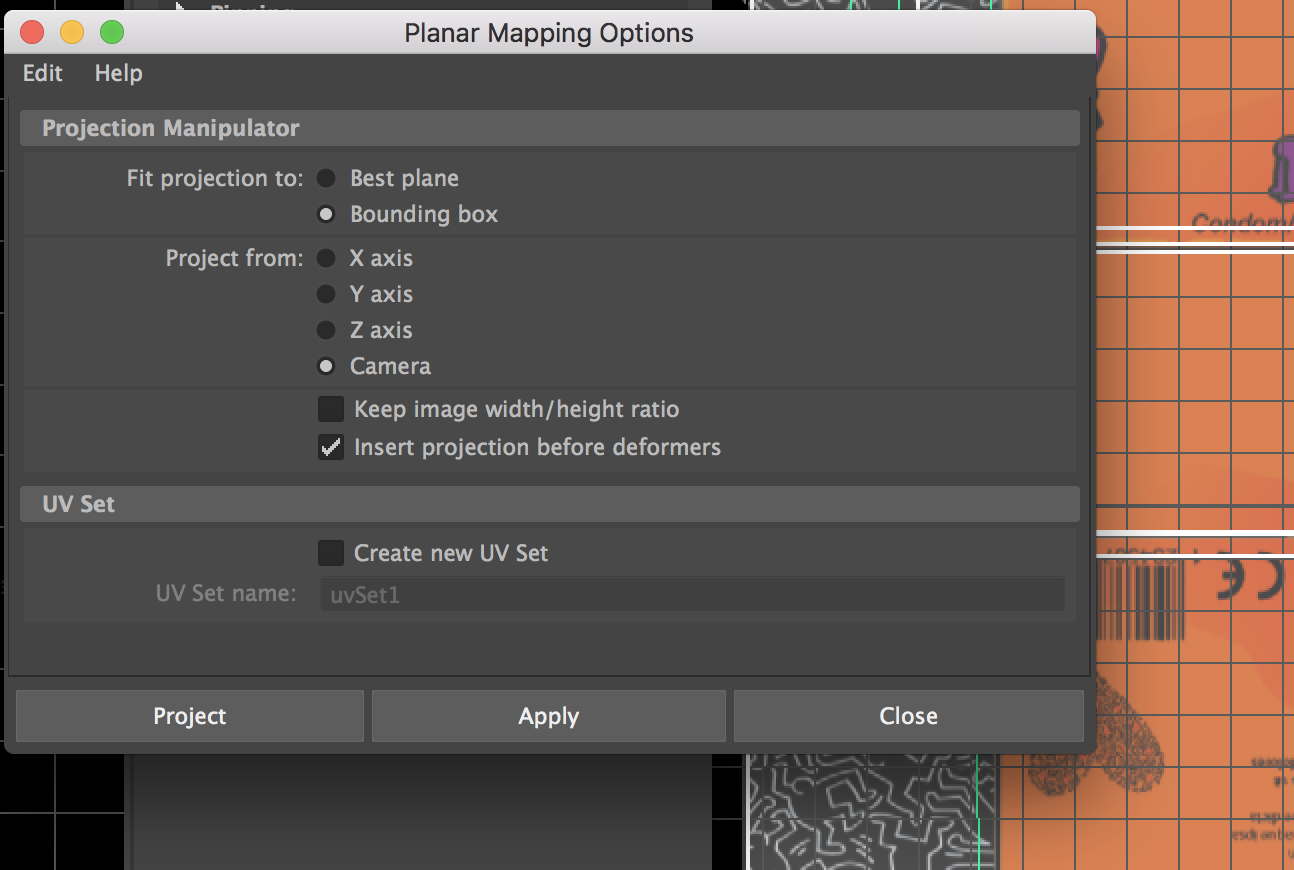 Planar Mapping Options
Edit Help
Projection Manipulator
Fit projection to: Best plane
Bounding box
Project from: X axis
Y axis
Z axis
Camera
Keep image width/height ratio
Insert projection before deformers
UV Set
Create new UV Set
UV Set name: uvSet1
Project Apply Close